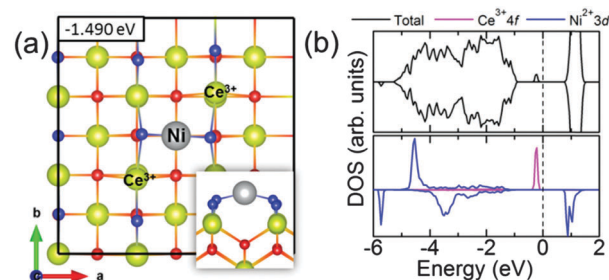 (a)
-1.490 eV
Ce³⁺
Ni
Ce³⁺
b
c
a
(b)
Total
Ce³⁺ 4f
Ni²⁺ 3d
DOS (arb. units)
-6 -4 -2 0 2
Energy (eV)